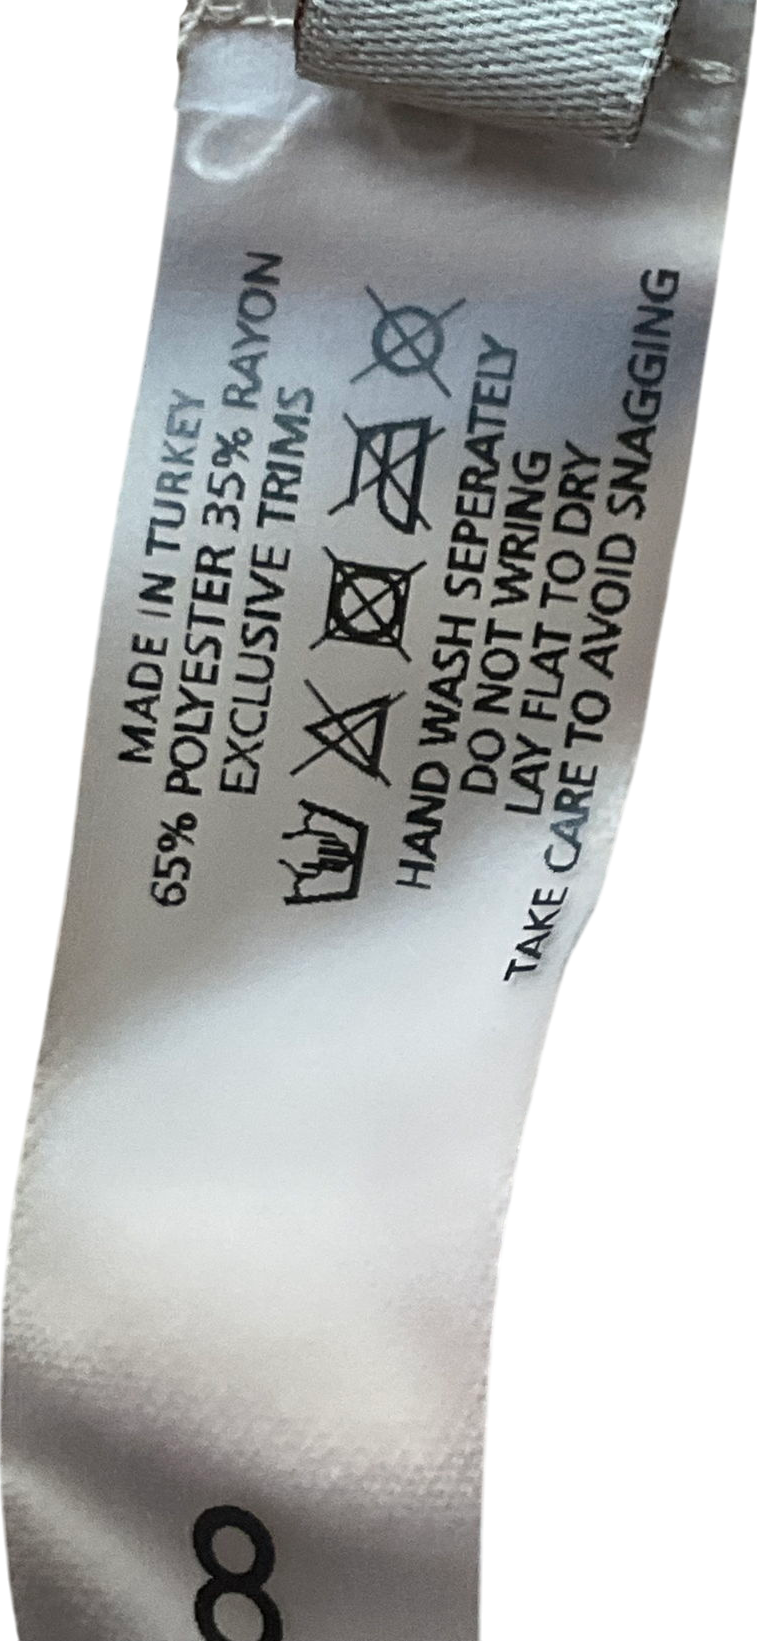 MADE IN TURKEY
65% POLYESTER 35% RAYON
EXCLUSIVE TRIMS
HAND WASH SEPERATELY
DO NOT WRING
LAY FLAT TO DRY
TAKE CARE TO AVOID SNAGGING
8